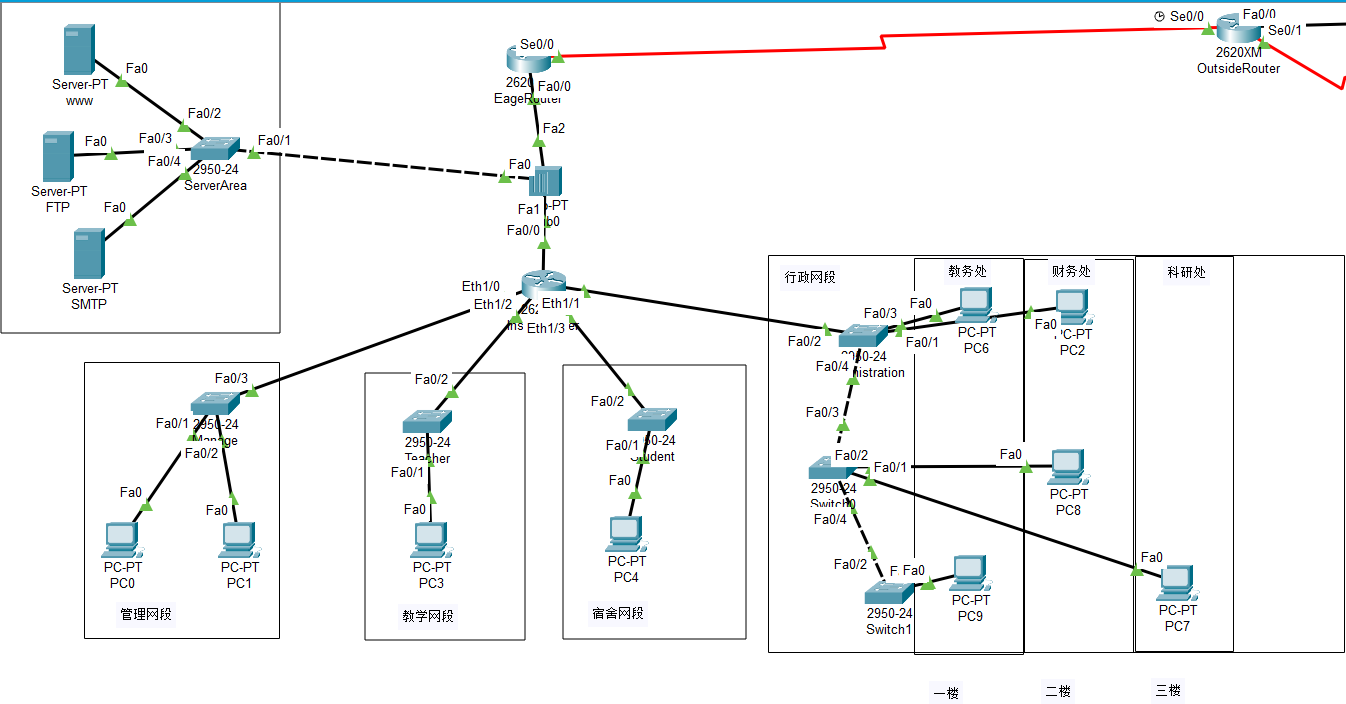 Se0/0
Fa0/0
Se0/1
2620XM
OutsideRouter
Se0/0
Fa0/0
Fa2
Server-PT
www
Fa0
Fa0/2
Server-PT
FTP
Fa0
Fa0/3
Fa0/4
Fa0/1
2950-24
ServerArea
Server-PT
SMTP
Fa0
Fa0
Fa1
Fa0/0
Eth1/0
Eth1/2
Eth1/1
Eth1/3
行政网段
教务处
财务处
科研处
Fa0/3
Fa0
PC-PT
PC6
Fa0
PC2
Fa0/2
Fa0/1
Fa0/4
Fa0/3
Fa0/2
Fa0/1
2950-24
Switch0
Fa0/4
Fa0
PC-PT
PC8
Fa0/2
Fa0
PC-PT
PC9
2950-24
Switch1
Fa0
PC-PT
PC7
Fa0/3
Fa0/1
2950-24
Manage
Fa0/2
Fa0
Fa0
PC-PT
PC0
PC-PT
PC1
管理网段
Fa0/2
2950-24
Teacher
Fa0/1
Fa0
PC-PT
PC3
教学网段
Fa0/2
Fa0/1
Fa0
PC-PT
PC4
宿舍网段
一楼
二楼
三楼